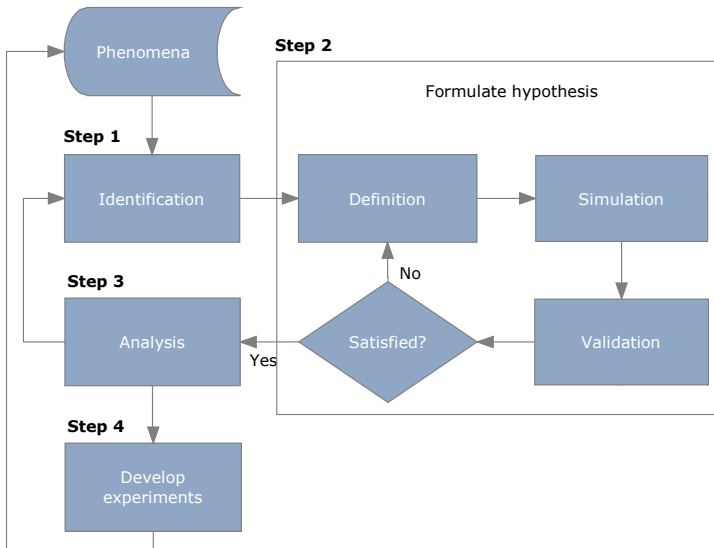 Phenomena
Step 2
Formulate hypothesis
Step 1
Identification
Definition
Simulation
No
Step 3
Analysis
Yes
Satisfied?
Validation
Step 4
Develop
experiments